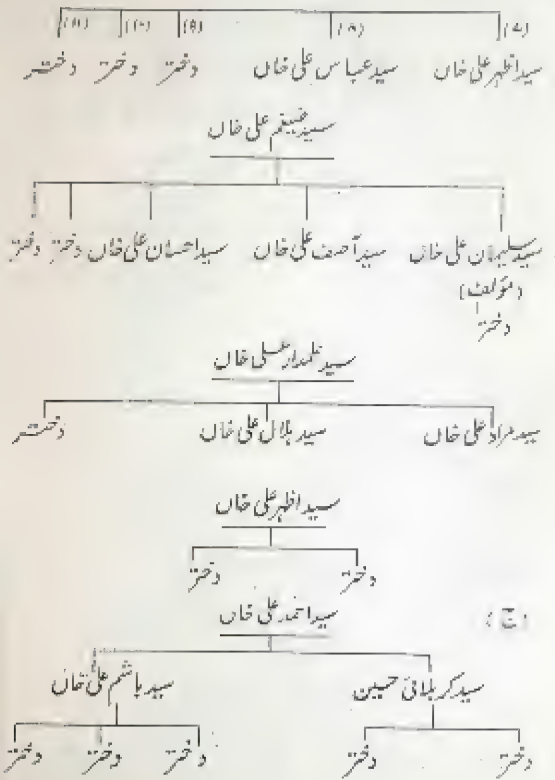 (۷) (۸) (۹) (۱۰) (۱۱)
سید اظہر علی خاں سید عباس علی خاں دختر دختر دختر
سید ضیغم علی خاں
سید سلیمان علی خاں سید آصف علی خاں سید احسان علی خاں دختر دختر
(مؤلف)
دختر
سید علمدار علی خاں
سید مراد علی خاں سید ہلال علی خاں دختر
سید اظہر علی خاں
دختر دختر
(ج)
سید احمد علی خاں
سید کربلائی حسین سید ہاشم علی خاں
دختر دختر دختر دختر دختر